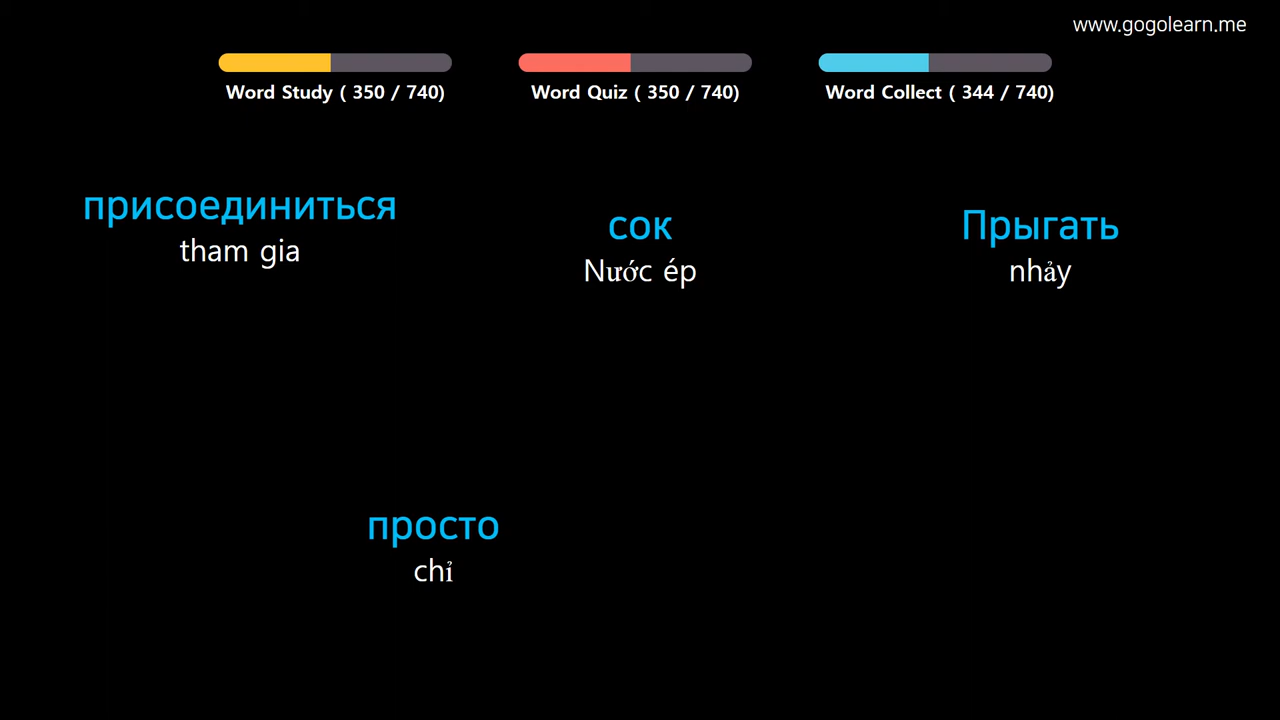 www.gogolearn.me
Word Study ( 350 / 740)
Word Quiz ( 350 / 740)
Word Collect ( 344 / 740)
присоединиться
tham gia
сок
Nước ép
Прыгать
nhảy
просто
chỉ